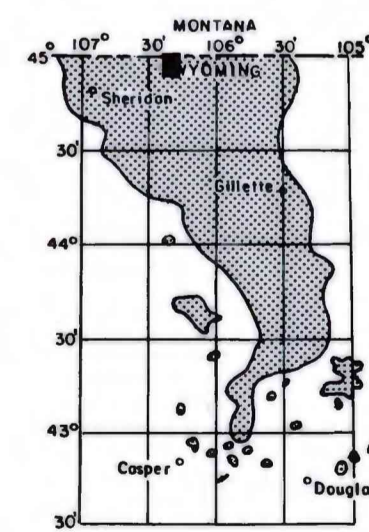 MONTANA
107° 30' 106° 30' 105°
45°
WYOMING
Sheridan
30'
Gillette
44°
30'
43°
Casper
Dougla
30'